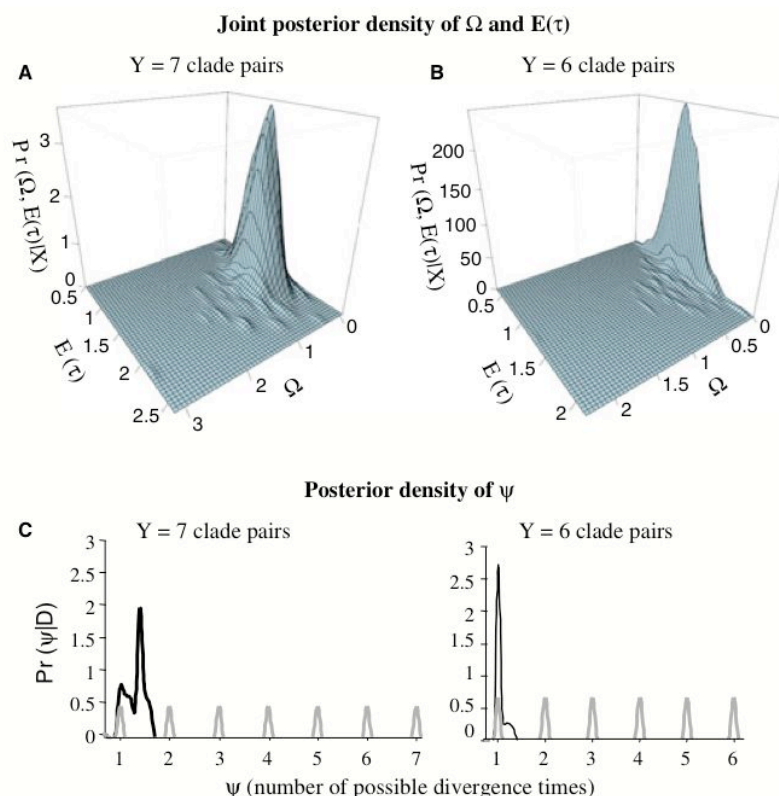 Joint posterior density of Ω and E(τ)
A Y = 7 clade pairs
B Y = 6 clade pairs
Pr (Ω, E(τ)|X)
3
2
1
0
0.5
1
1.5
2
2.5
E (τ)
3
2
1
0
Ω
Pr (Ω, E(τ)|X)
200
150
100
50
0
0.5
1
1.5
2
E (τ)
2
1.5
1
0.5
0
Ω
Posterior density of ψ
C Y = 7 clade pairs
Y = 6 clade pairs
Pr (ψ|D)
3
2.5
2
1.5
1
0.5
0
1 2 3 4 5 6 7
3
2.5
2
1.5
1
0.5
0
1 2 3 4 5 6
ψ (number of possible divergence times)